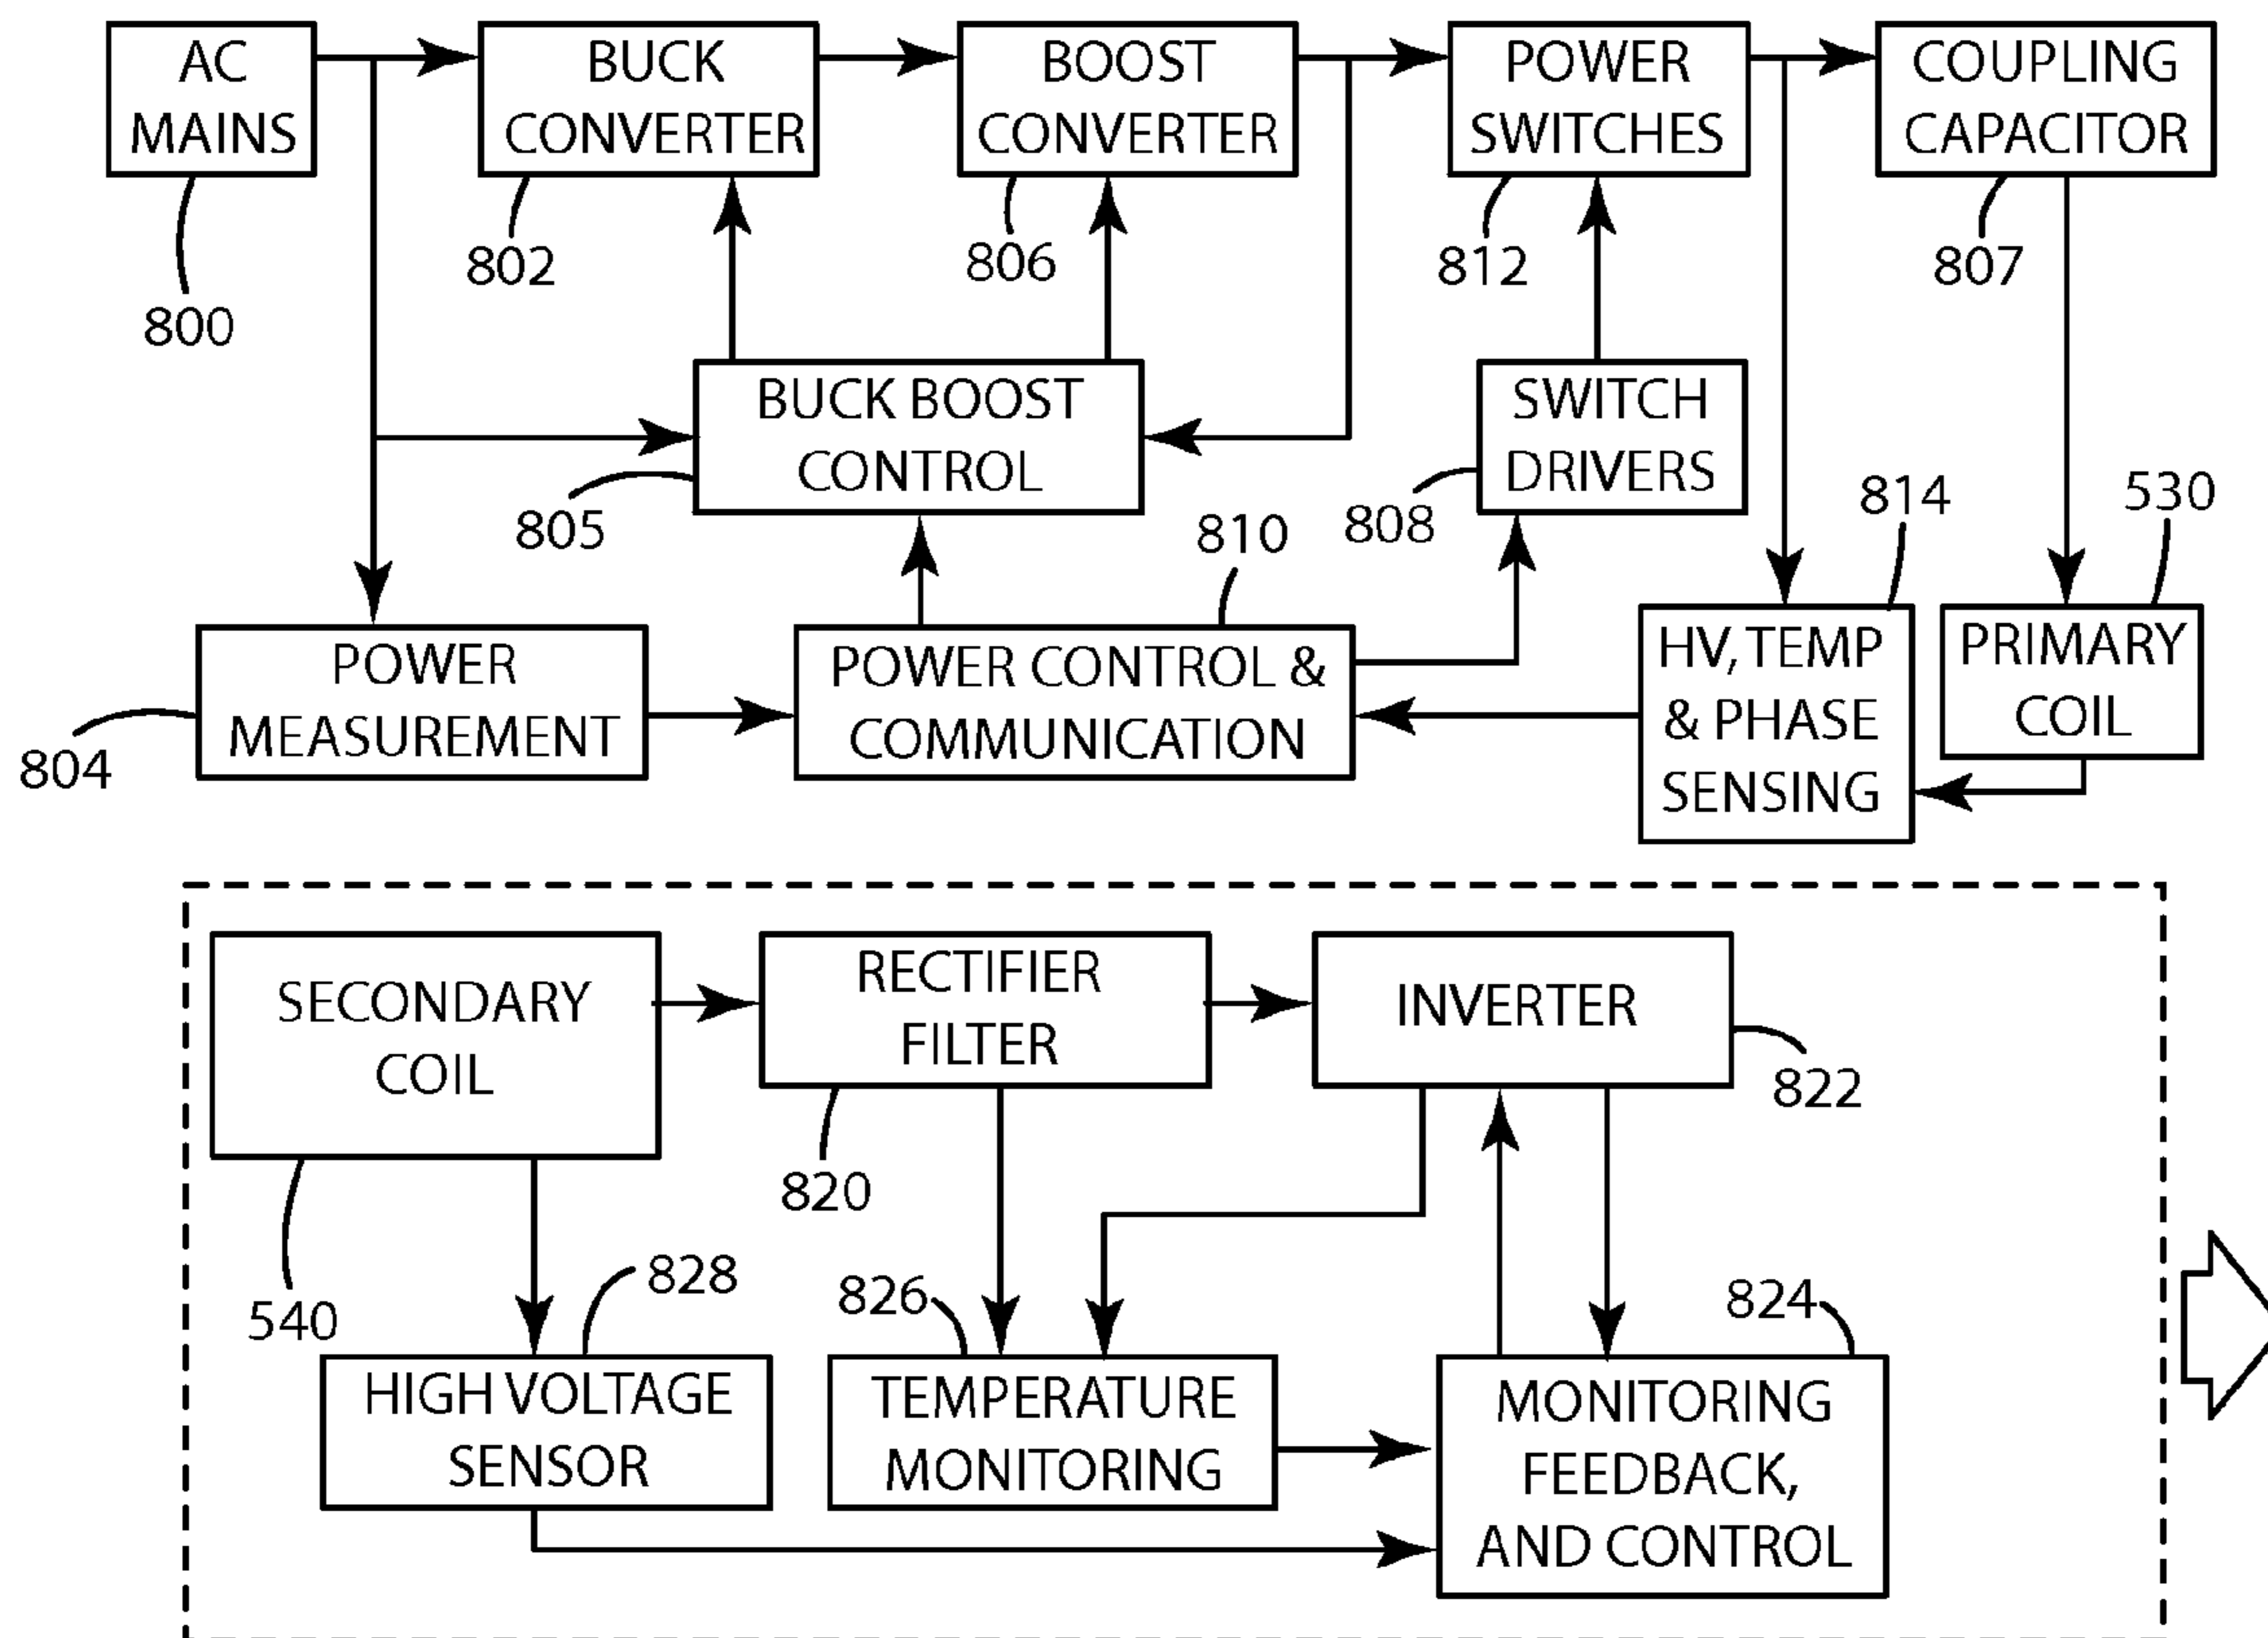 AC
MAINS
BUCK
CONVERTER
BOOST
CONVERTER
POWER
SWITCHES
COUPLING
CAPACITOR
800
802
806
812
807
BUCK BOOST
CONTROL
SWITCH
DRIVERS
805
810
808
814
530
POWER
MEASUREMENT
POWER CONTROL &
COMMUNICATION
HV, TEMP
& PHASE
SENSING
PRIMARY
COIL
804
SECONDARY
COIL
RECTIFIER
FILTER
INVERTER
822
820
540
828
826
824
HIGH VOLTAGE
SENSOR
TEMPERATURE
MONITORING
MONITORING
FEEDBACK,
AND CONTROL